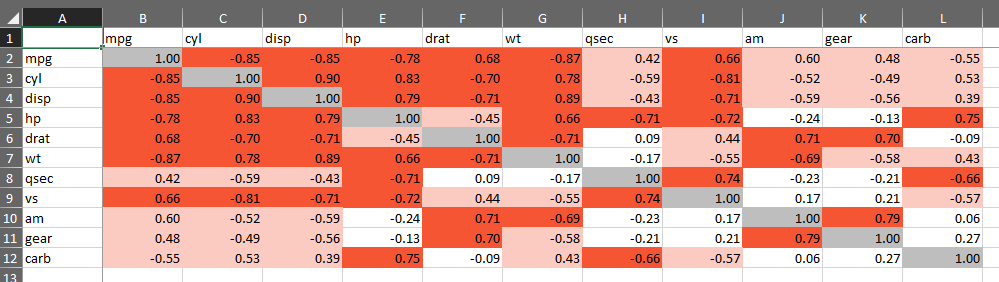 A B C D E F G H I J K L
1 mpg cyl disp hp drat wt qsec vs am gear carb
2 mpg 1.00 -0.85 -0.85 -0.78 0.68 -0.87 0.42 0.66 0.60 0.48 -0.55
3 cyl -0.85 1.00 0.90 0.83 -0.70 0.78 -0.59 -0.81 -0.52 -0.49 0.53
4 disp -0.85 0.90 1.00 0.79 -0.71 0.89 -0.43 -0.71 -0.59 -0.56 0.39
5 hp -0.78 0.83 0.79 1.00 -0.45 0.66 -0.71 -0.72 -0.24 -0.13 0.75
6 drat 0.68 -0.70 -0.71 -0.45 1.00 -0.71 0.09 0.44 0.71 0.70 -0.09
7 wt -0.87 0.78 0.89 0.66 -0.71 1.00 -0.17 -0.55 -0.69 -0.58 0.43
8 qsec 0.42 -0.59 -0.43 -0.71 0.09 -0.17 1.00 0.74 -0.23 -0.21 -0.66
9 vs 0.66 -0.81 -0.71 -0.72 0.44 -0.55 0.74 1.00 0.17 0.21 -0.57
10 am 0.60 -0.52 -0.59 -0.24 0.71 -0.69 -0.23 0.17 1.00 0.79 0.06
11 gear 0.48 -0.49 -0.56 -0.13 0.70 -0.58 -0.21 0.21 0.79 1.00 0.27
12 carb -0.55 0.53 0.39 0.75 -0.09 0.43 -0.66 -0.57 0.06 0.27 1.00
13